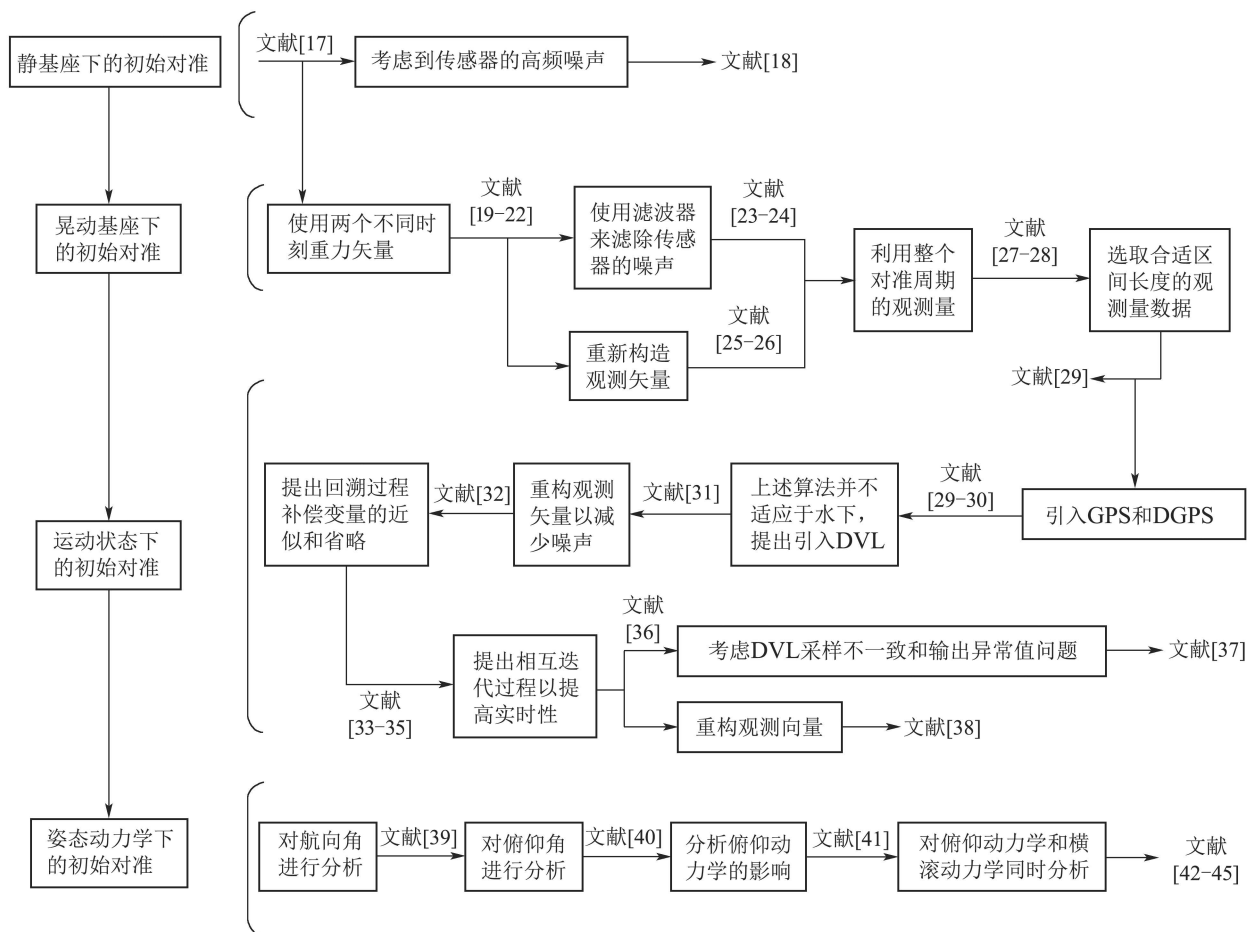 静基座下的初始对准
文献[17]
考虑到传感器的高频噪声
文献[18]
晃动基座下
的初始对准
使用两个不同时
刻重力矢量
文献
[19-22]
使用滤波器
来滤除传感
器的噪声
文献
[23-24]
重新构造
观测矢量
文献
[25-26]
利用整个
对准周期
的观测量
文献
[27-28]
选取合适区
间长度的观
测量数据
文献[29]
引入GPS和DGPS
文献
[29-30]
上述算法并不
适应于水下,
提出引入DVL
文献[31]
重构观测
矢量以减
少噪声
文献[32]
提出回溯过程
补偿变量的近
似和省略
运动状态下
的初始对准
文献
[33-35]
提出相互迭
代过程以提
高实时性
文献
[36]
考虑DVL采样不一致和输出异常值问题
文献[37]
重构观测向量
文献[38]
姿态动力学下
的初始对准
对航向角
进行分析
文献[39]
对俯仰角
进行分析
文献[40]
分析俯仰动
力学的影响
文献[41]
对俯仰动力学和横
滚动力学同时分析
文献
[42-45]